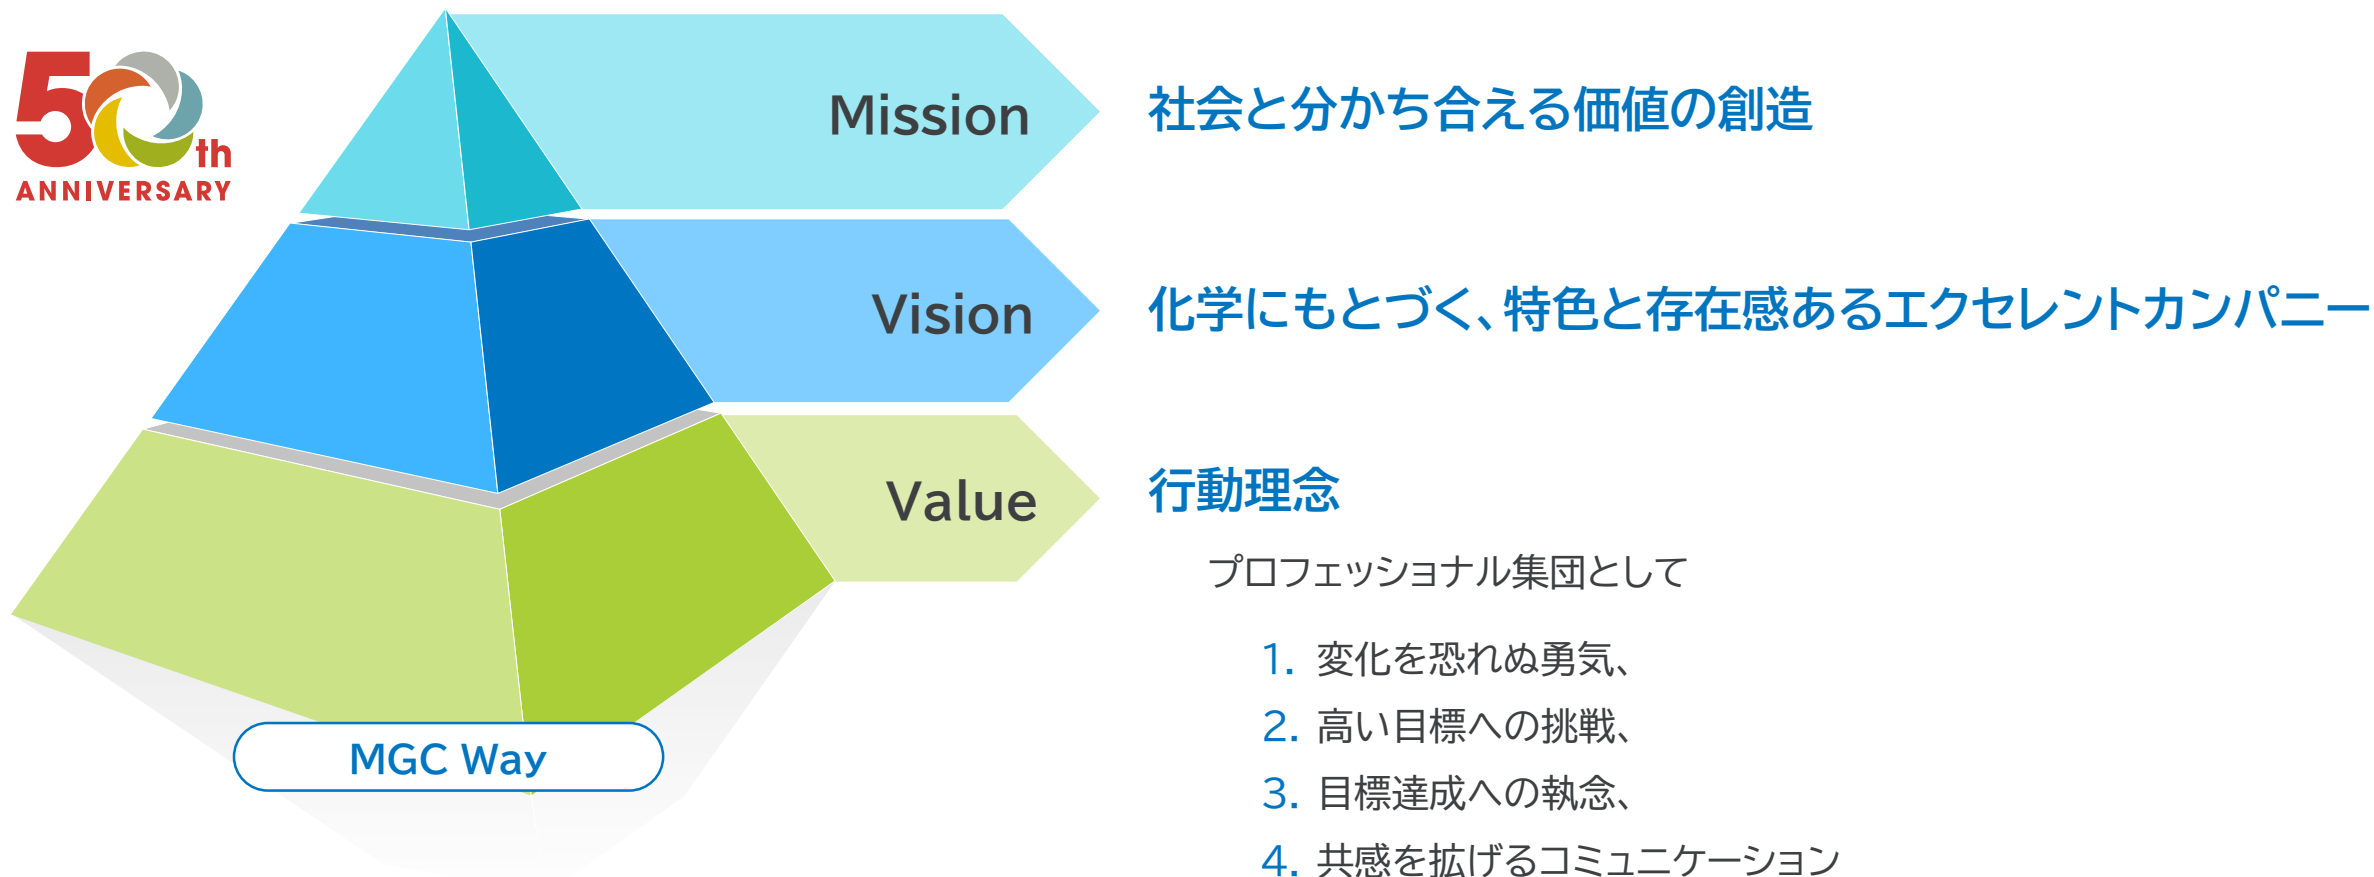 50th
ANNIVERSARY
Mission
社会と分かち合える価値の創造
Vision
化学にもとづく、特色と存在感あるエクセレントカンパニー
Value
行動理念
プロフェッショナル集団として
1. 変化を恐れぬ勇気、
2. 高い目標への挑戦、
3. 目標達成への執念、
4. 共感を拡げるコミュニケーション
MGC Way